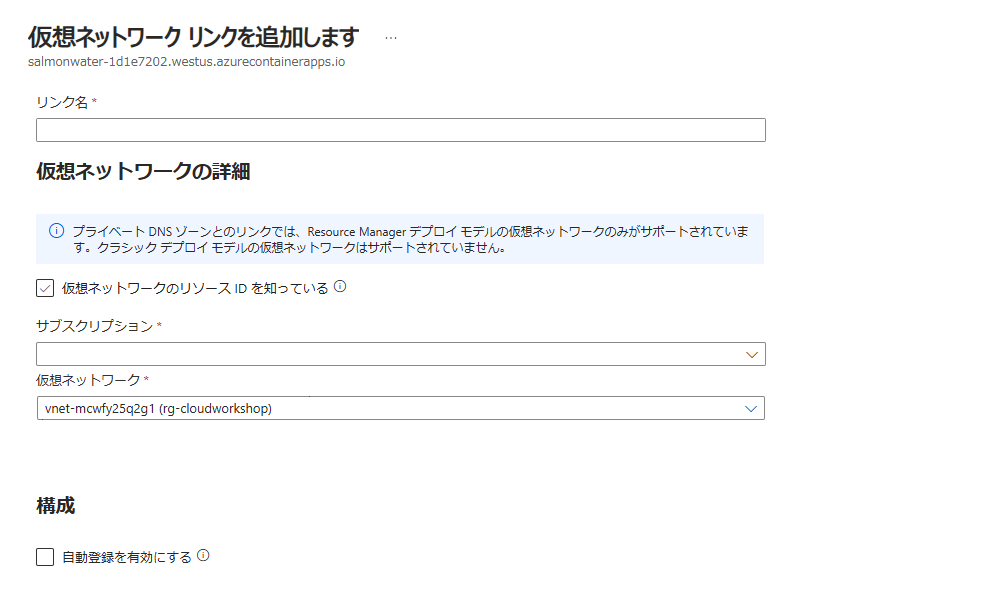 仮想ネットワーク リンクを追加します …
salmonwater-1d1e7202.westus.azurecontainerapps.io
リンク名 *
仮想ネットワークの詳細
プライベート DNS ゾーンとのリンクでは、Resource Manager デプロイ モデルの仮想ネットワークのみがサポートされていま
す。クラシック デプロイ モデルの仮想ネットワークはサポートされていません。
仮想ネットワークのリソース ID を知っている
サブスクリプション *
仮想ネットワーク *
vnet-mcwfy25q2g1 (rg-cloudworkshop)
構成
自動登録を有効にする